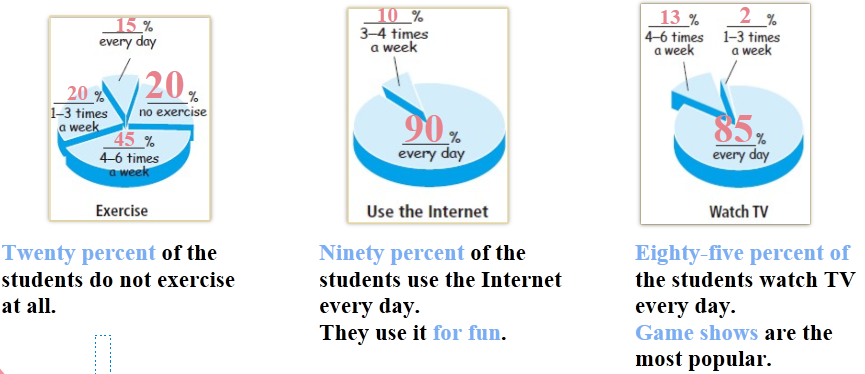 15 %
every day
20 %
1–3 times
a week
20 %
no exercise
45 %
4–6 times
a week
Exercise
Twenty percent of the
students do not exercise
at all.
10 %
3–4 times
a week
90 %
every day
Use the Internet
Ninety percent of the
students use the Internet
every day.
They use it for fun.
13 %
4–6 times
a week
2 %
1–3 times
a week
85 %
every day
Watch TV
Eighty-five percent of
the students watch TV
every day.
Game shows are the
most popular.